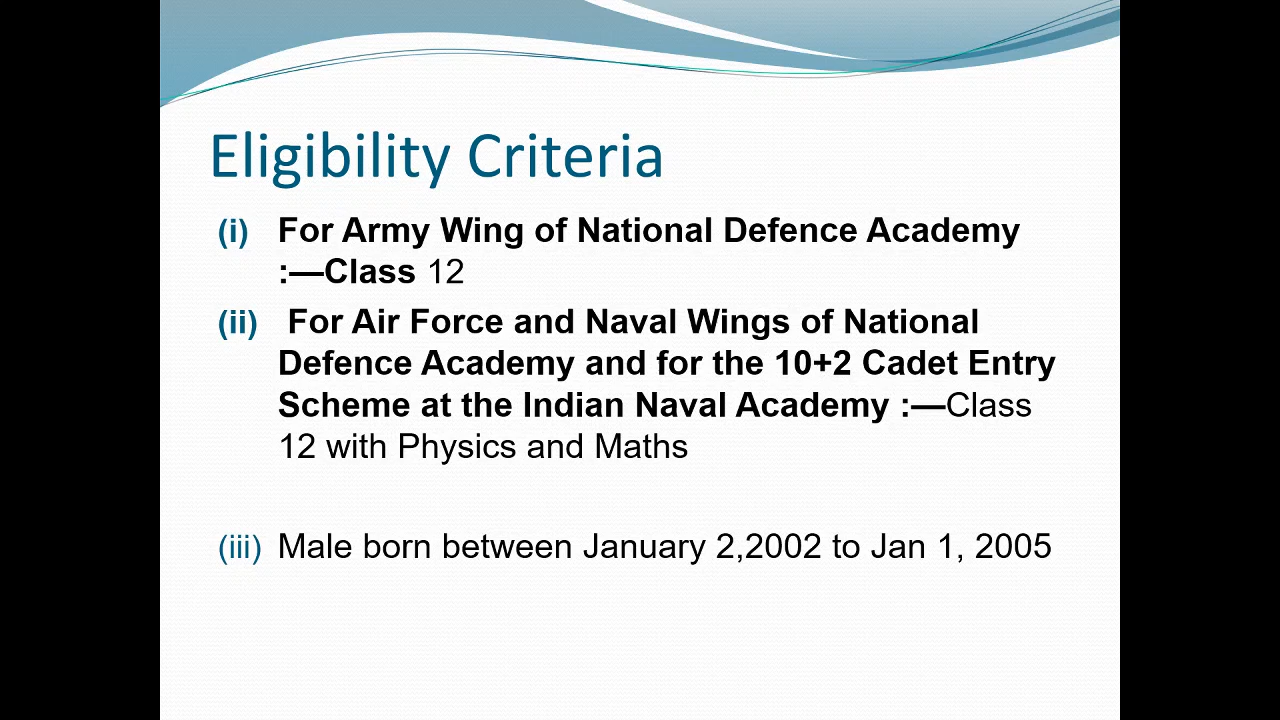 Eligibility Criteria
(i) For Army Wing of National Defence Academy
:—Class 12
(ii) For Air Force and Naval Wings of National
Defence Academy and for the 10+2 Cadet Entry
Scheme at the Indian Naval Academy :—Class
12 with Physics and Maths
(iii) Male born between January 2,2002 to Jan 1, 2005